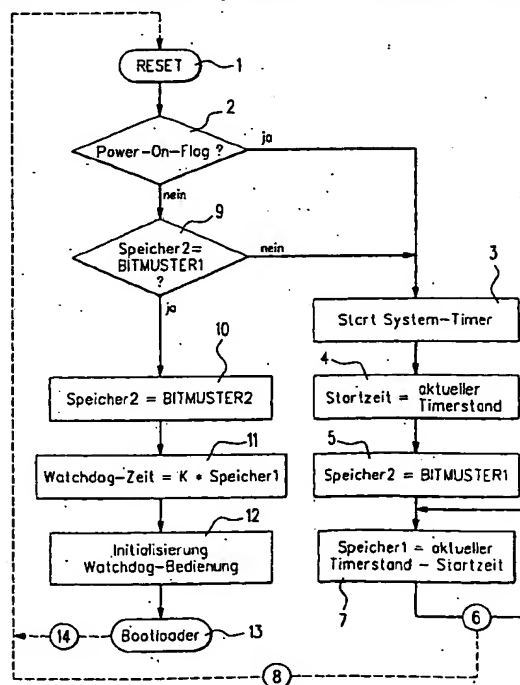 RESET
1
2
Power-On-Flag ?
ja
nein
9
Speicher2=
BITMUSTER1
?
nein
ja
3
Start System-Timer
4
Startzeit = aktueller
Timerstand
10
Speicher2 = BITMUSTER2
5
Speicher2 = BITMUSTER1
11
Watchdog-Zeit = K * Speicher1
12
Initialisierung
Watchdog-Bedienung
Speicher1 = aktueller
Timerstand - Startzeit
7
6
14
Bootloader
13
8